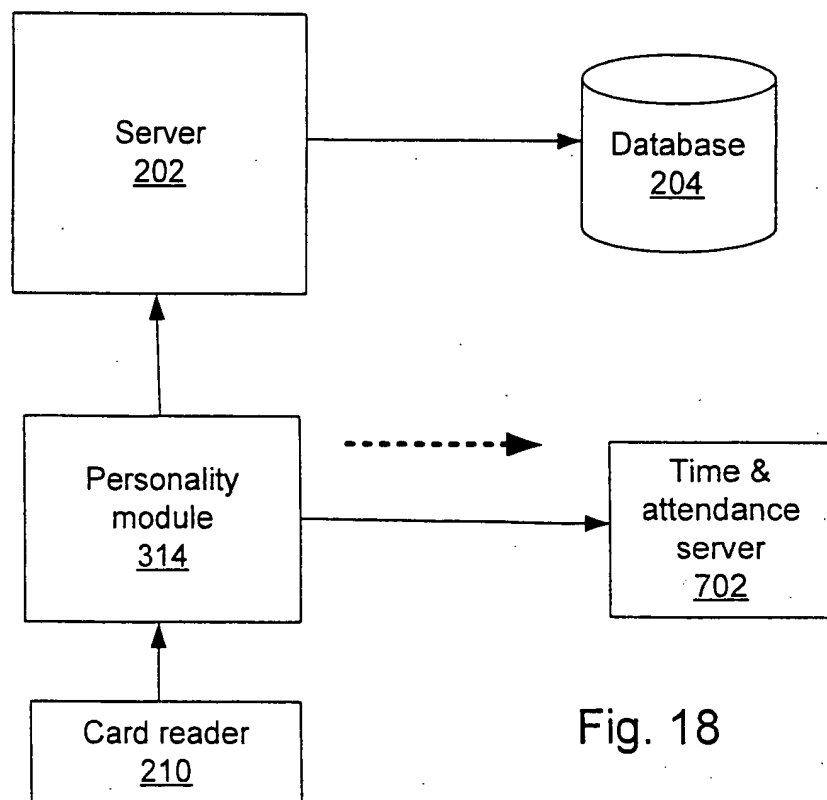 Server
202
Database
204
Personality
module
314
Time &
attendance
server
702
Card reader
210
Fig. 18